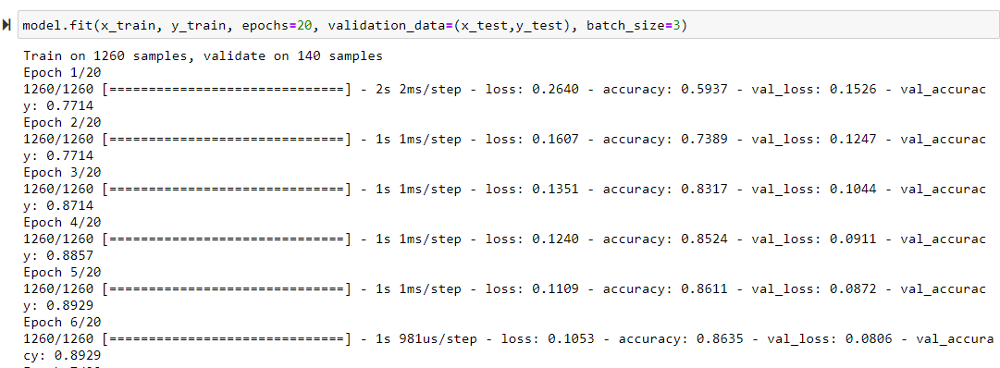 model.fit(x_train, y_train, epochs=20, validation_data=(x_test,y_test), batch_size=3)
Train on 1260 samples, validate on 140 samples
Epoch 1/20
1260/1260 [==============================] - 2s 2ms/step - loss: 0.2640 - accuracy: 0.5937 - val_loss: 0.1526 - val_accurac
y: 0.7714
Epoch 2/20
1260/1260 [==============================] - 1s 1ms/step - loss: 0.1607 - accuracy: 0.7389 - val_loss: 0.1247 - val_accurac
y: 0.7714
Epoch 3/20
1260/1260 [==============================] - 1s 1ms/step - loss: 0.1351 - accuracy: 0.8317 - val_loss: 0.1044 - val_accurac
y: 0.8714
Epoch 4/20
1260/1260 [==============================] - 1s 1ms/step - loss: 0.1240 - accuracy: 0.8524 - val_loss: 0.0911 - val_accurac
y: 0.8857
Epoch 5/20
1260/1260 [==============================] - 1s 1ms/step - loss: 0.1109 - accuracy: 0.8611 - val_loss: 0.0872 - val_accurac
y: 0.8929
Epoch 6/20
1260/1260 [==============================] - 1s 981us/step - loss: 0.1053 - accuracy: 0.8635 - val_loss: 0.0806 - val_accura
cy: 0.8929